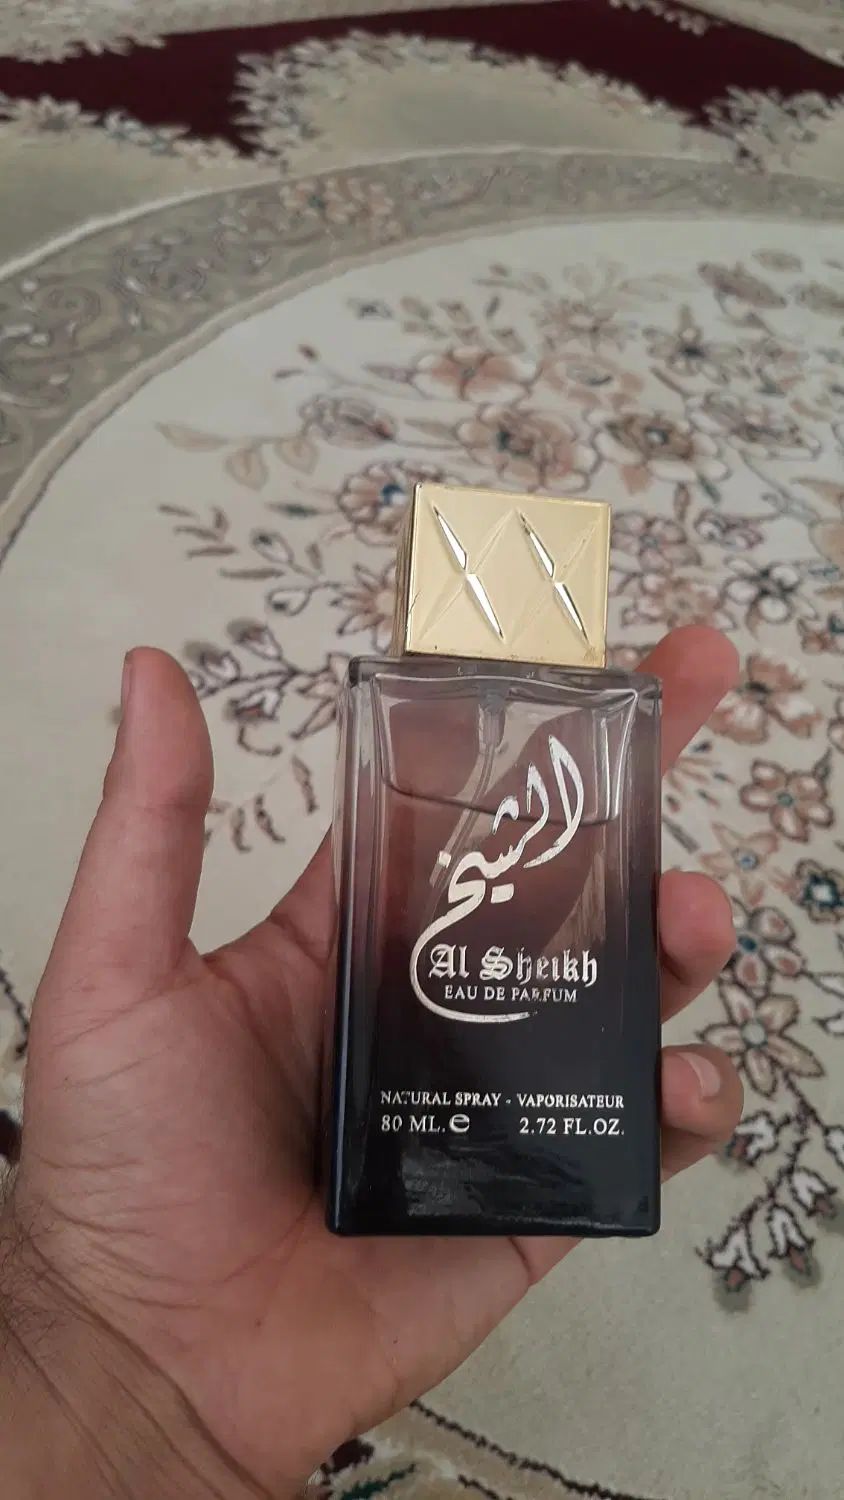 الشيخ
Al Sheikh
EAU DE PARFUM
NATURAL SPRAY - VAPORISATEUR
80 ML. e 2.72 FL.OZ.